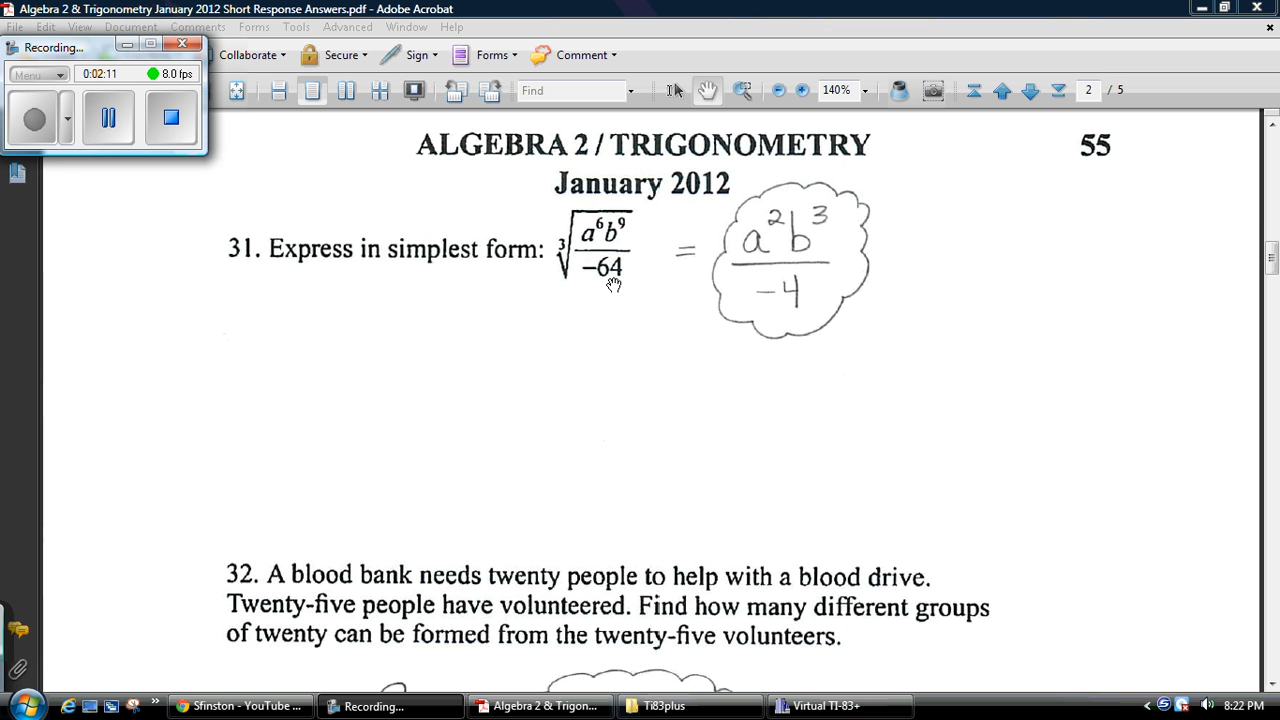 Algebra 2 & Trigonometry January 2012 Short Response Answers.pdf - Adobe Acrobat
File Edit View Document Comments Forms Tools Advanced Window Help
Recording...
Menu 0:02:11 8.0 fps
Collaborate Secure Sign Forms Comment
Find 140% 2 / 5
ALGEBRA 2 / TRIGONOMETRY 55
January 2012
31. Express in simplest form: ∛(a⁶b⁹/−64) = a²b³/−4
32. A blood bank needs twenty people to help with a blood drive.
Twenty-five people have volunteered. Find how many different groups
of twenty can be formed from the twenty-five volunteers.
Sfinston - YouTube ... Recording... Algebra 2 & Trigon... Ti83plus Virtual TI-83+ 8:22 PM